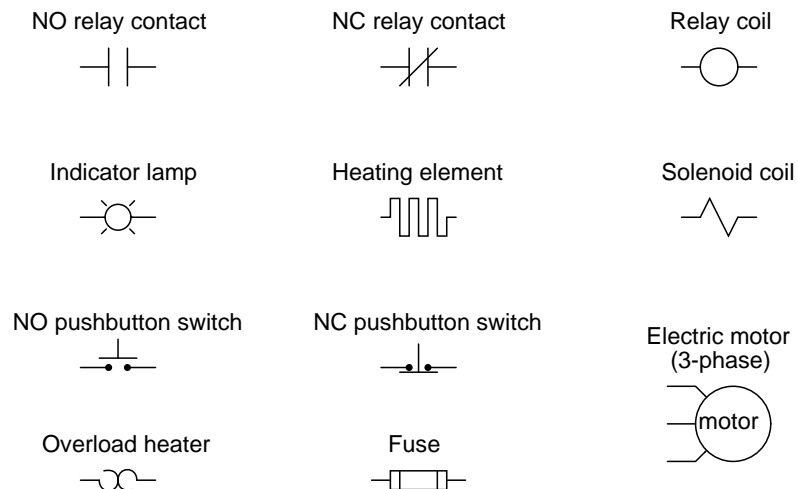 NO relay contact
NC relay contact
Relay coil
Indicator lamp
Heating element
Solenoid coil
NO pushbutton switch
NC pushbutton switch
Electric motor
(3-phase)
motor
Overload heater
Fuse